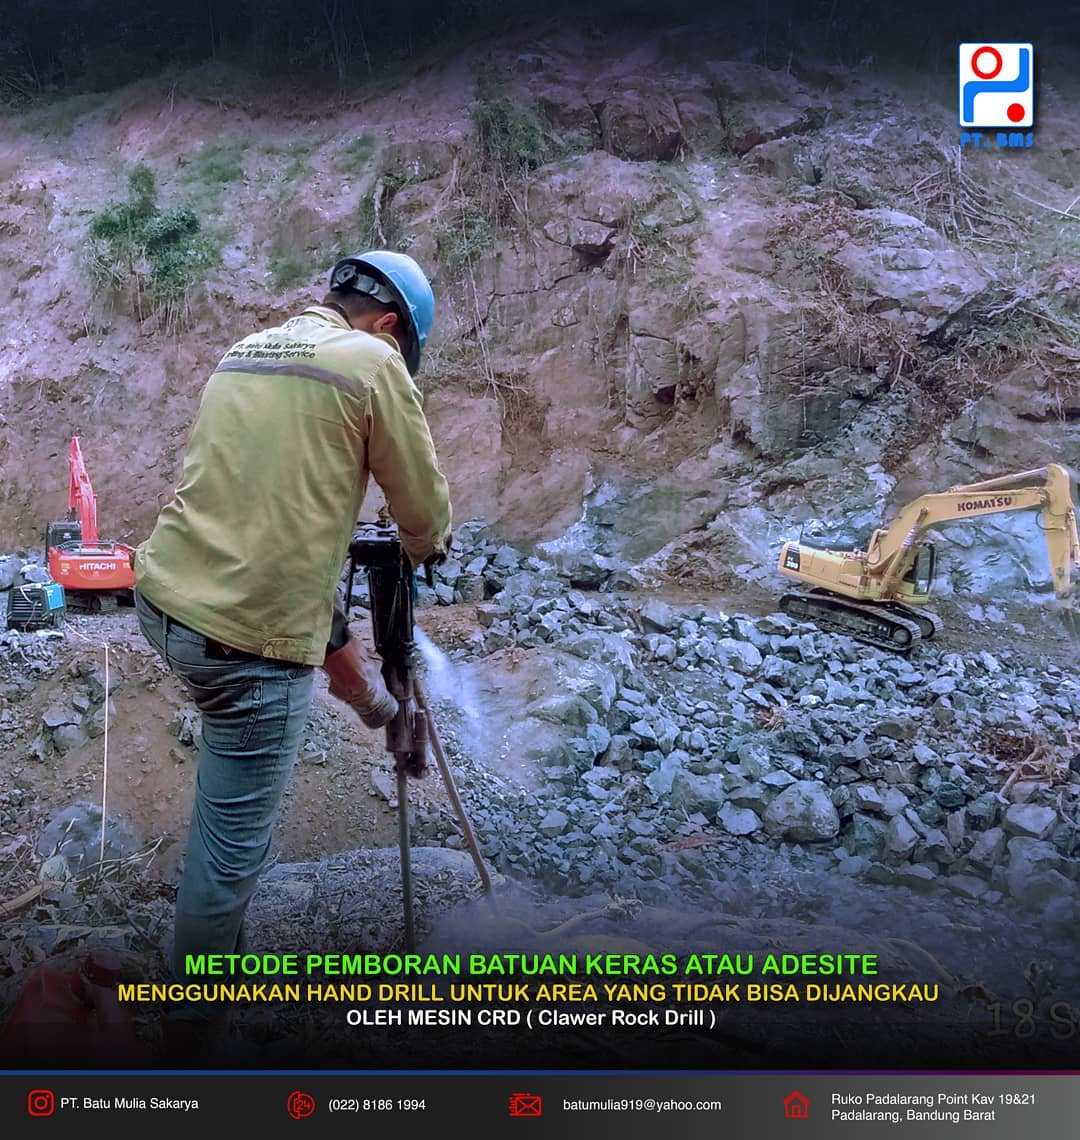 PT. BMS
PT. Batu Mulia Sakarya
Drilling & Blasting Service
HITACHI
KOMATSU
METODE PEMBORAN BATUAN KERAS ATAU ADESITE
MENGGUNAKAN HAND DRILL UNTUK AREA YANG TIDAK BISA DIJANGKAU
OLEH MESIN CRD ( Clawer Rock Drill )
18 S
PT. Batu Mulia Sakarya
24
(022) 8186 1994
batumulia919@yahoo.com
Ruko Padalarang Point Kav 19&21
Padalarang, Bandung Barat